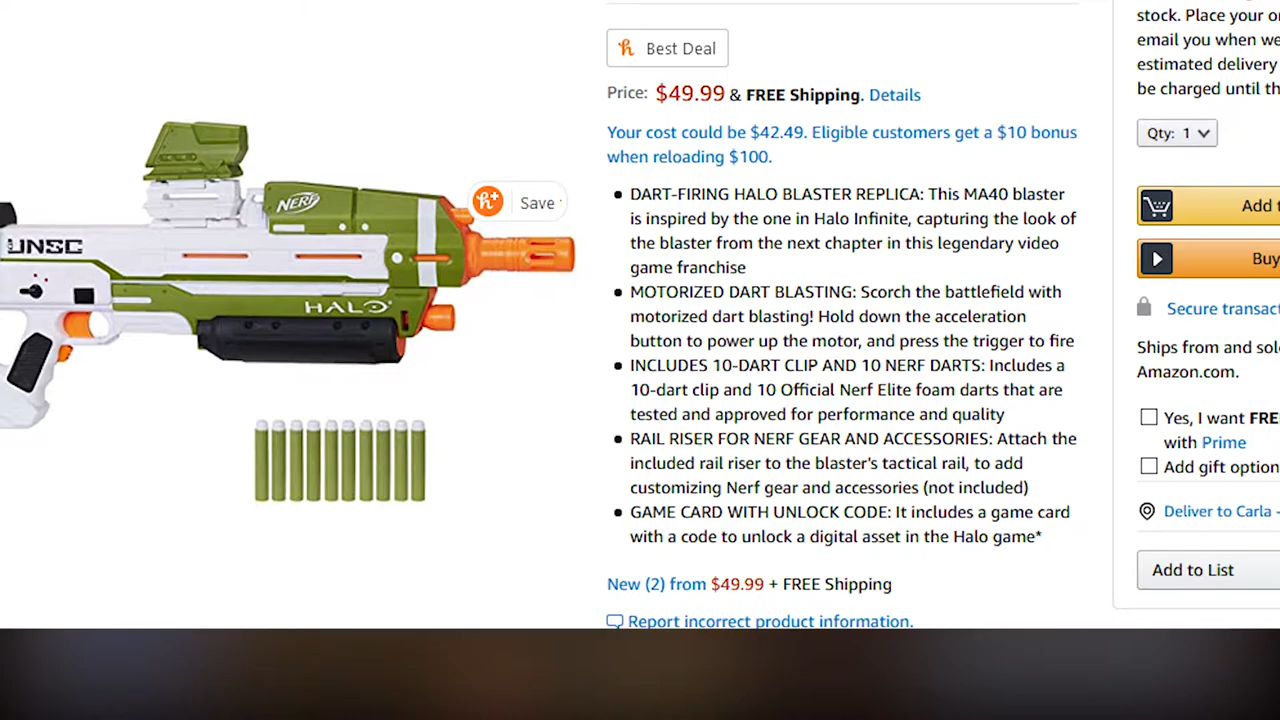 stock. Place your o
email you when we
estimated delivery
be charged until th
Best Deal
Price: $49.99 & FREE Shipping. Details
Your cost could be $42.49. Eligible customers get a $10 bonus
when reloading $100.
Qty: 1
NERF
Save
UNSC
HALO
• DART-FIRING HALO BLASTER REPLICA: This MA40 blaster
is inspired by the one in Halo Infinite, capturing the look of
the blaster from the next chapter in this legendary video
game franchise
• MOTORIZED DART BLASTING: Scorch the battlefield with
motorized dart blasting! Hold down the acceleration
button to power up the motor, and press the trigger to fire
• INCLUDES 10-DART CLIP AND 10 NERF DARTS: Includes a
10-dart clip and 10 Official Nerf Elite foam darts that are
tested and approved for performance and quality
• RAIL RISER FOR NERF GEAR AND ACCESSORIES: Attach the
included rail riser to the blaster's tactical rail, to add
customizing Nerf gear and accessories (not included)
• GAME CARD WITH UNLOCK CODE: It includes a game card
with a code to unlock a digital asset in the Halo game*
New (2) from $49.99 + FREE Shipping
Report incorrect product information.
Add t
Buy
Secure transact
Ships from and sol
Amazon.com.
Yes, I want FRE
with Prime
Add gift option
Deliver to Carla -
Add to List